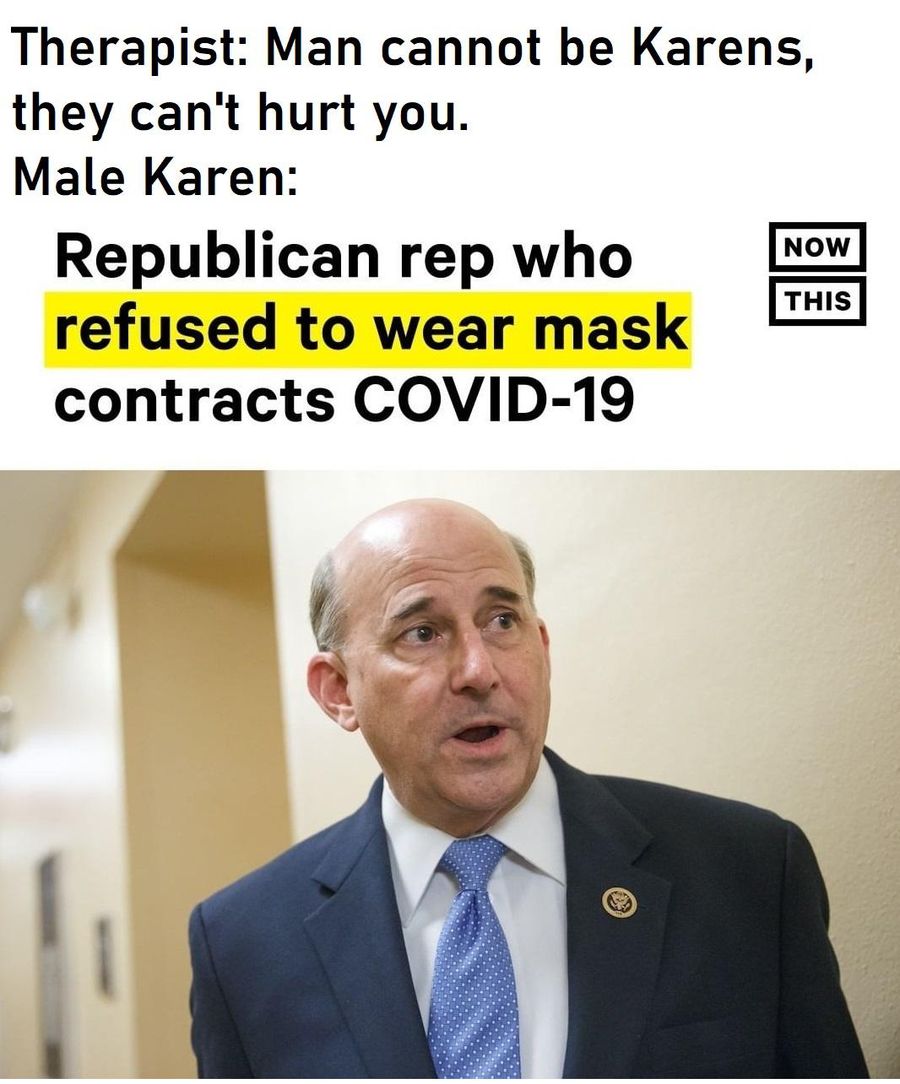 Therapist: Man cannot be Karens,
they can't hurt you.
Male Karen:
Republican rep who
refused to wear mask
contracts COVID-19
NOW
THIS